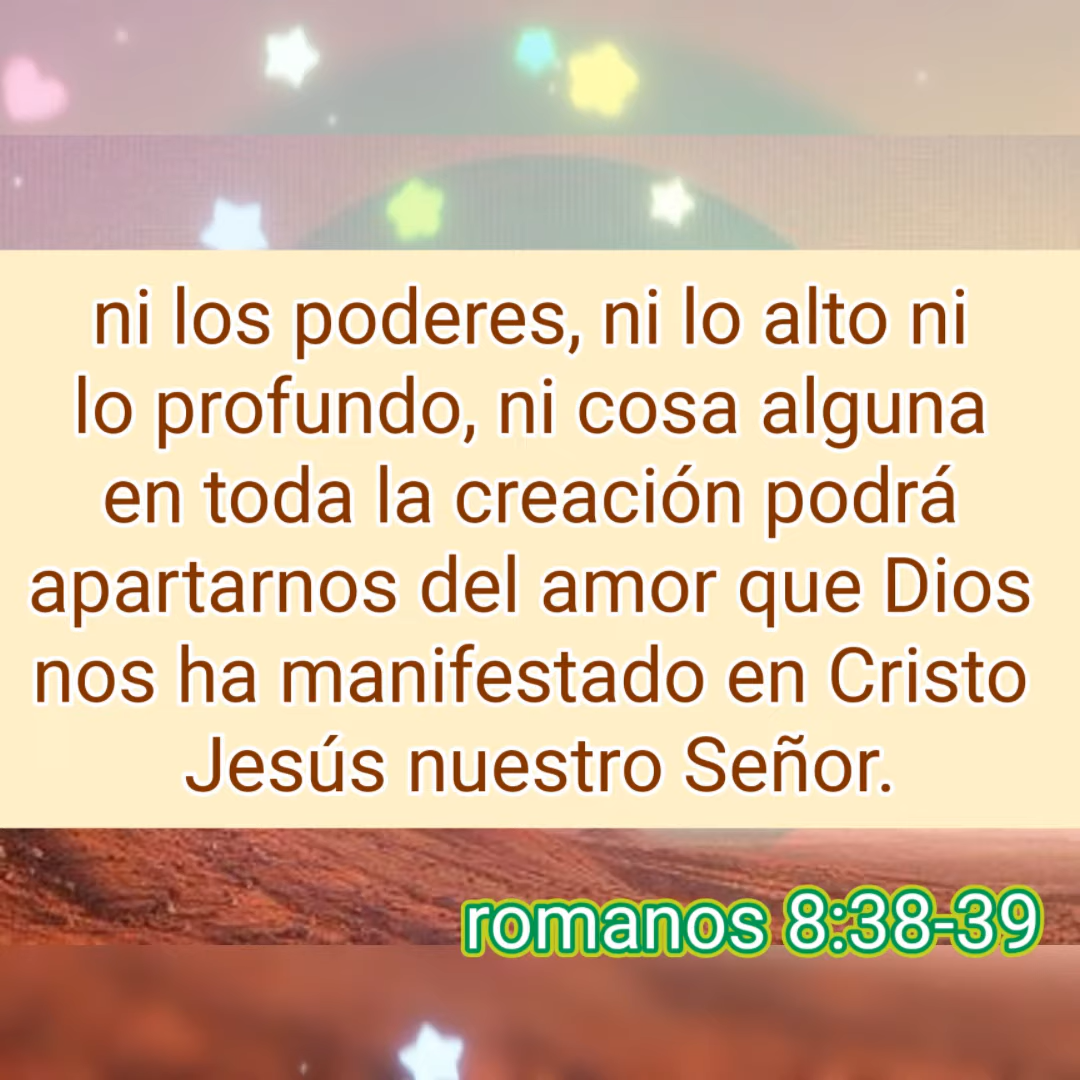 ni los poderes, ni lo alto ni
lo profundo, ni cosa alguna
en toda la creación podrá
apartarnos del amor que Dios
nos ha manifestado en Cristo
Jesús nuestro Señor.
romanos 8:38-39